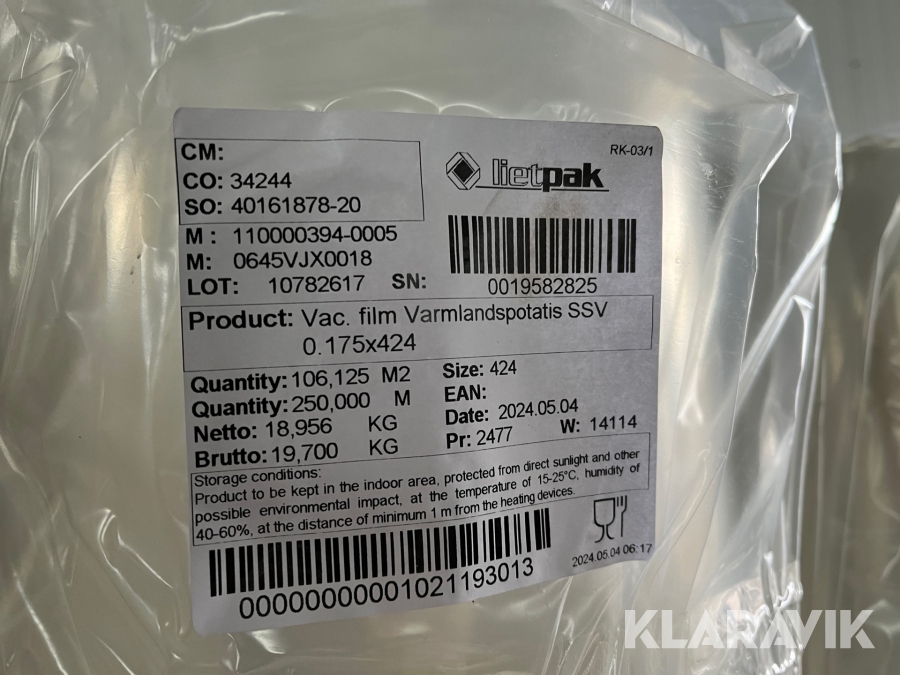 CM:
CO: 34244
SO: 40161878-20
lietpak
RK-03/1
M : 110000394-0005
M: 0645VJX0018
LOT: 10782617 SN:
0019582825
Product: Vac. film Varmlandspotatis SSV
0.175x424
Quantity: 106,125 M2
Quantity: 250,000 M
Netto: 18,956 KG
Brutto: 19,700 KG
Size: 424
EAN:
Date: 2024.05.04
Pr: 2477 W: 14114
Storage conditions:
Product to be kept in the indoor area, protected from direct sunlight and other
possible environmental impact, at the temperature of 15-25°C, humidity of
40-60%, at the distance of minimum 1 m from the heating devices.
00000000001021193013
2024.05.04 06:17
KLARAVIK